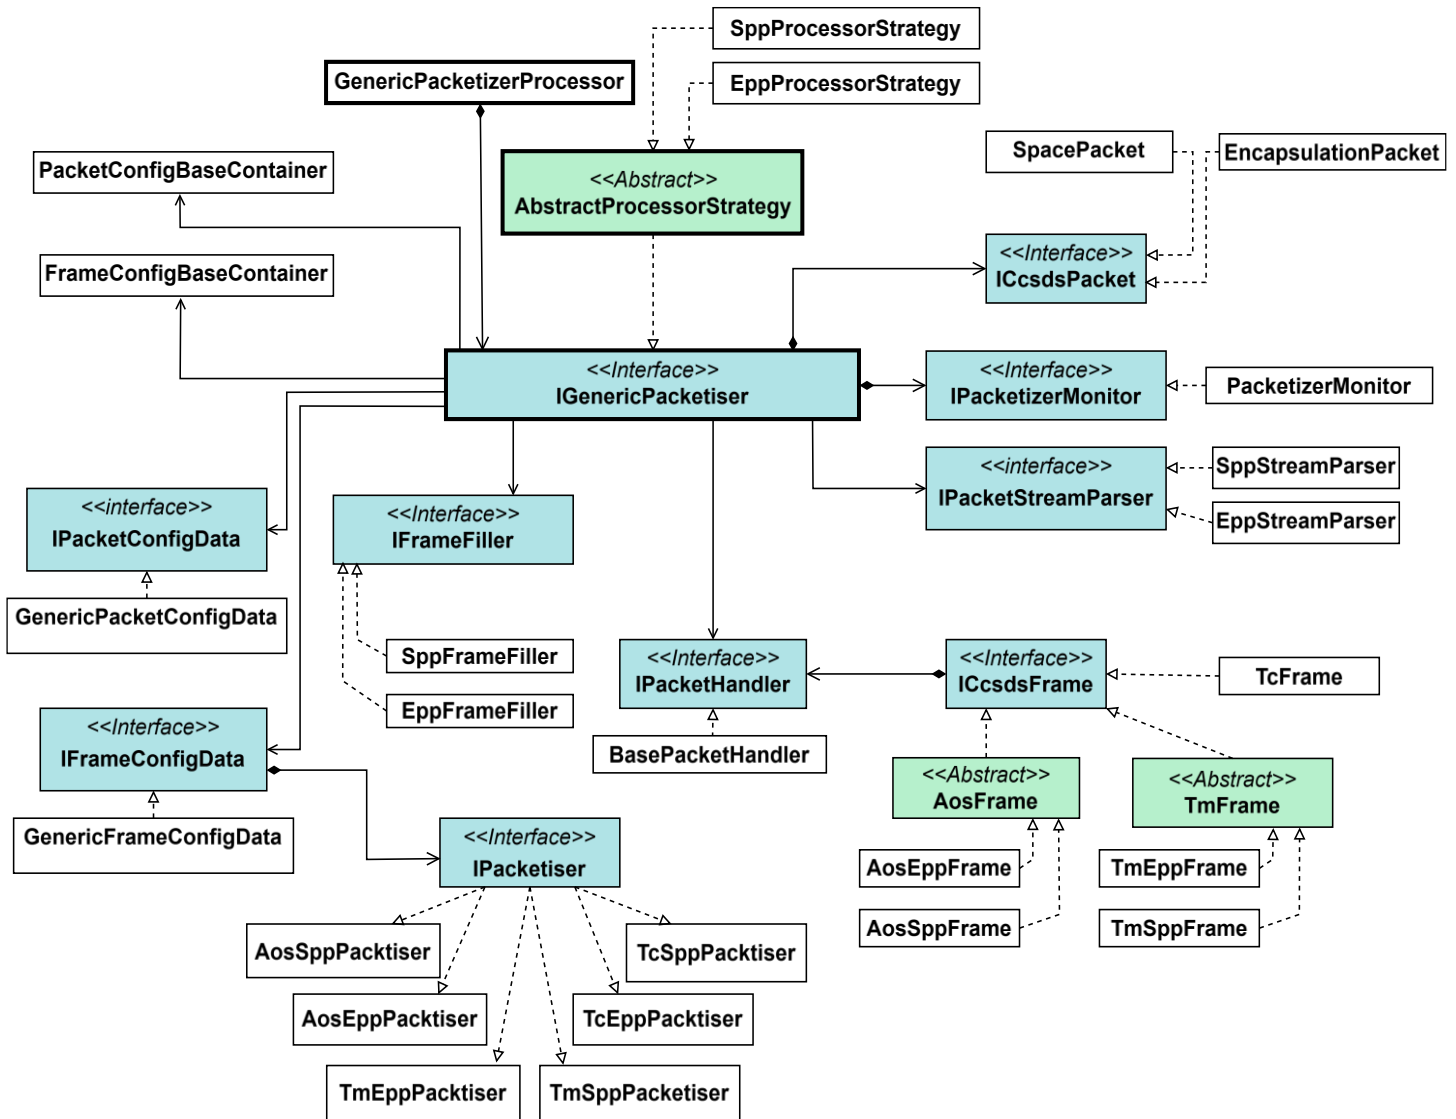 SppProcessorStrategy
GenericPacketizerProcessor
EppProcessorStrategy
PacketConfigBaseContainer
<<Abstract>>
AbstractProcessorStrategy
SpacePacket
EncapsulationPacket
FrameConfigBaseContainer
<<Interface>>
ICcsdsPacket
<<Interface>>
IGenericPacketiser
<<Interface>>
IPacketizerMonitor
PacketizerMonitor
<<interface>>
IPacketStreamParser
SppStreamParser
EppStreamParser
<<interface>>
IPacketConfigData
<<Interface>>
IFrameFiller
GenericPacketConfigData
SppFrameFiller
EppFrameFiller
<<Interface>>
IPacketHandler
<<Interface>>
ICcsdsFrame
TcFrame
<<Interface>>
IFrameConfigData
BasePacketHandler
<<Abstract>>
AosFrame
<<Abstract>>
TmFrame
GenericFrameConfigData
<<Interface>>
IPacketiser
AosEppFrame
TmEppFrame
AosSppFrame
TmSppFrame
AosSppPacktiser
TcSppPacktiser
AosEppPacktiser
TcEppPacktiser
TmEppPacktiser
TmSppPacketiser